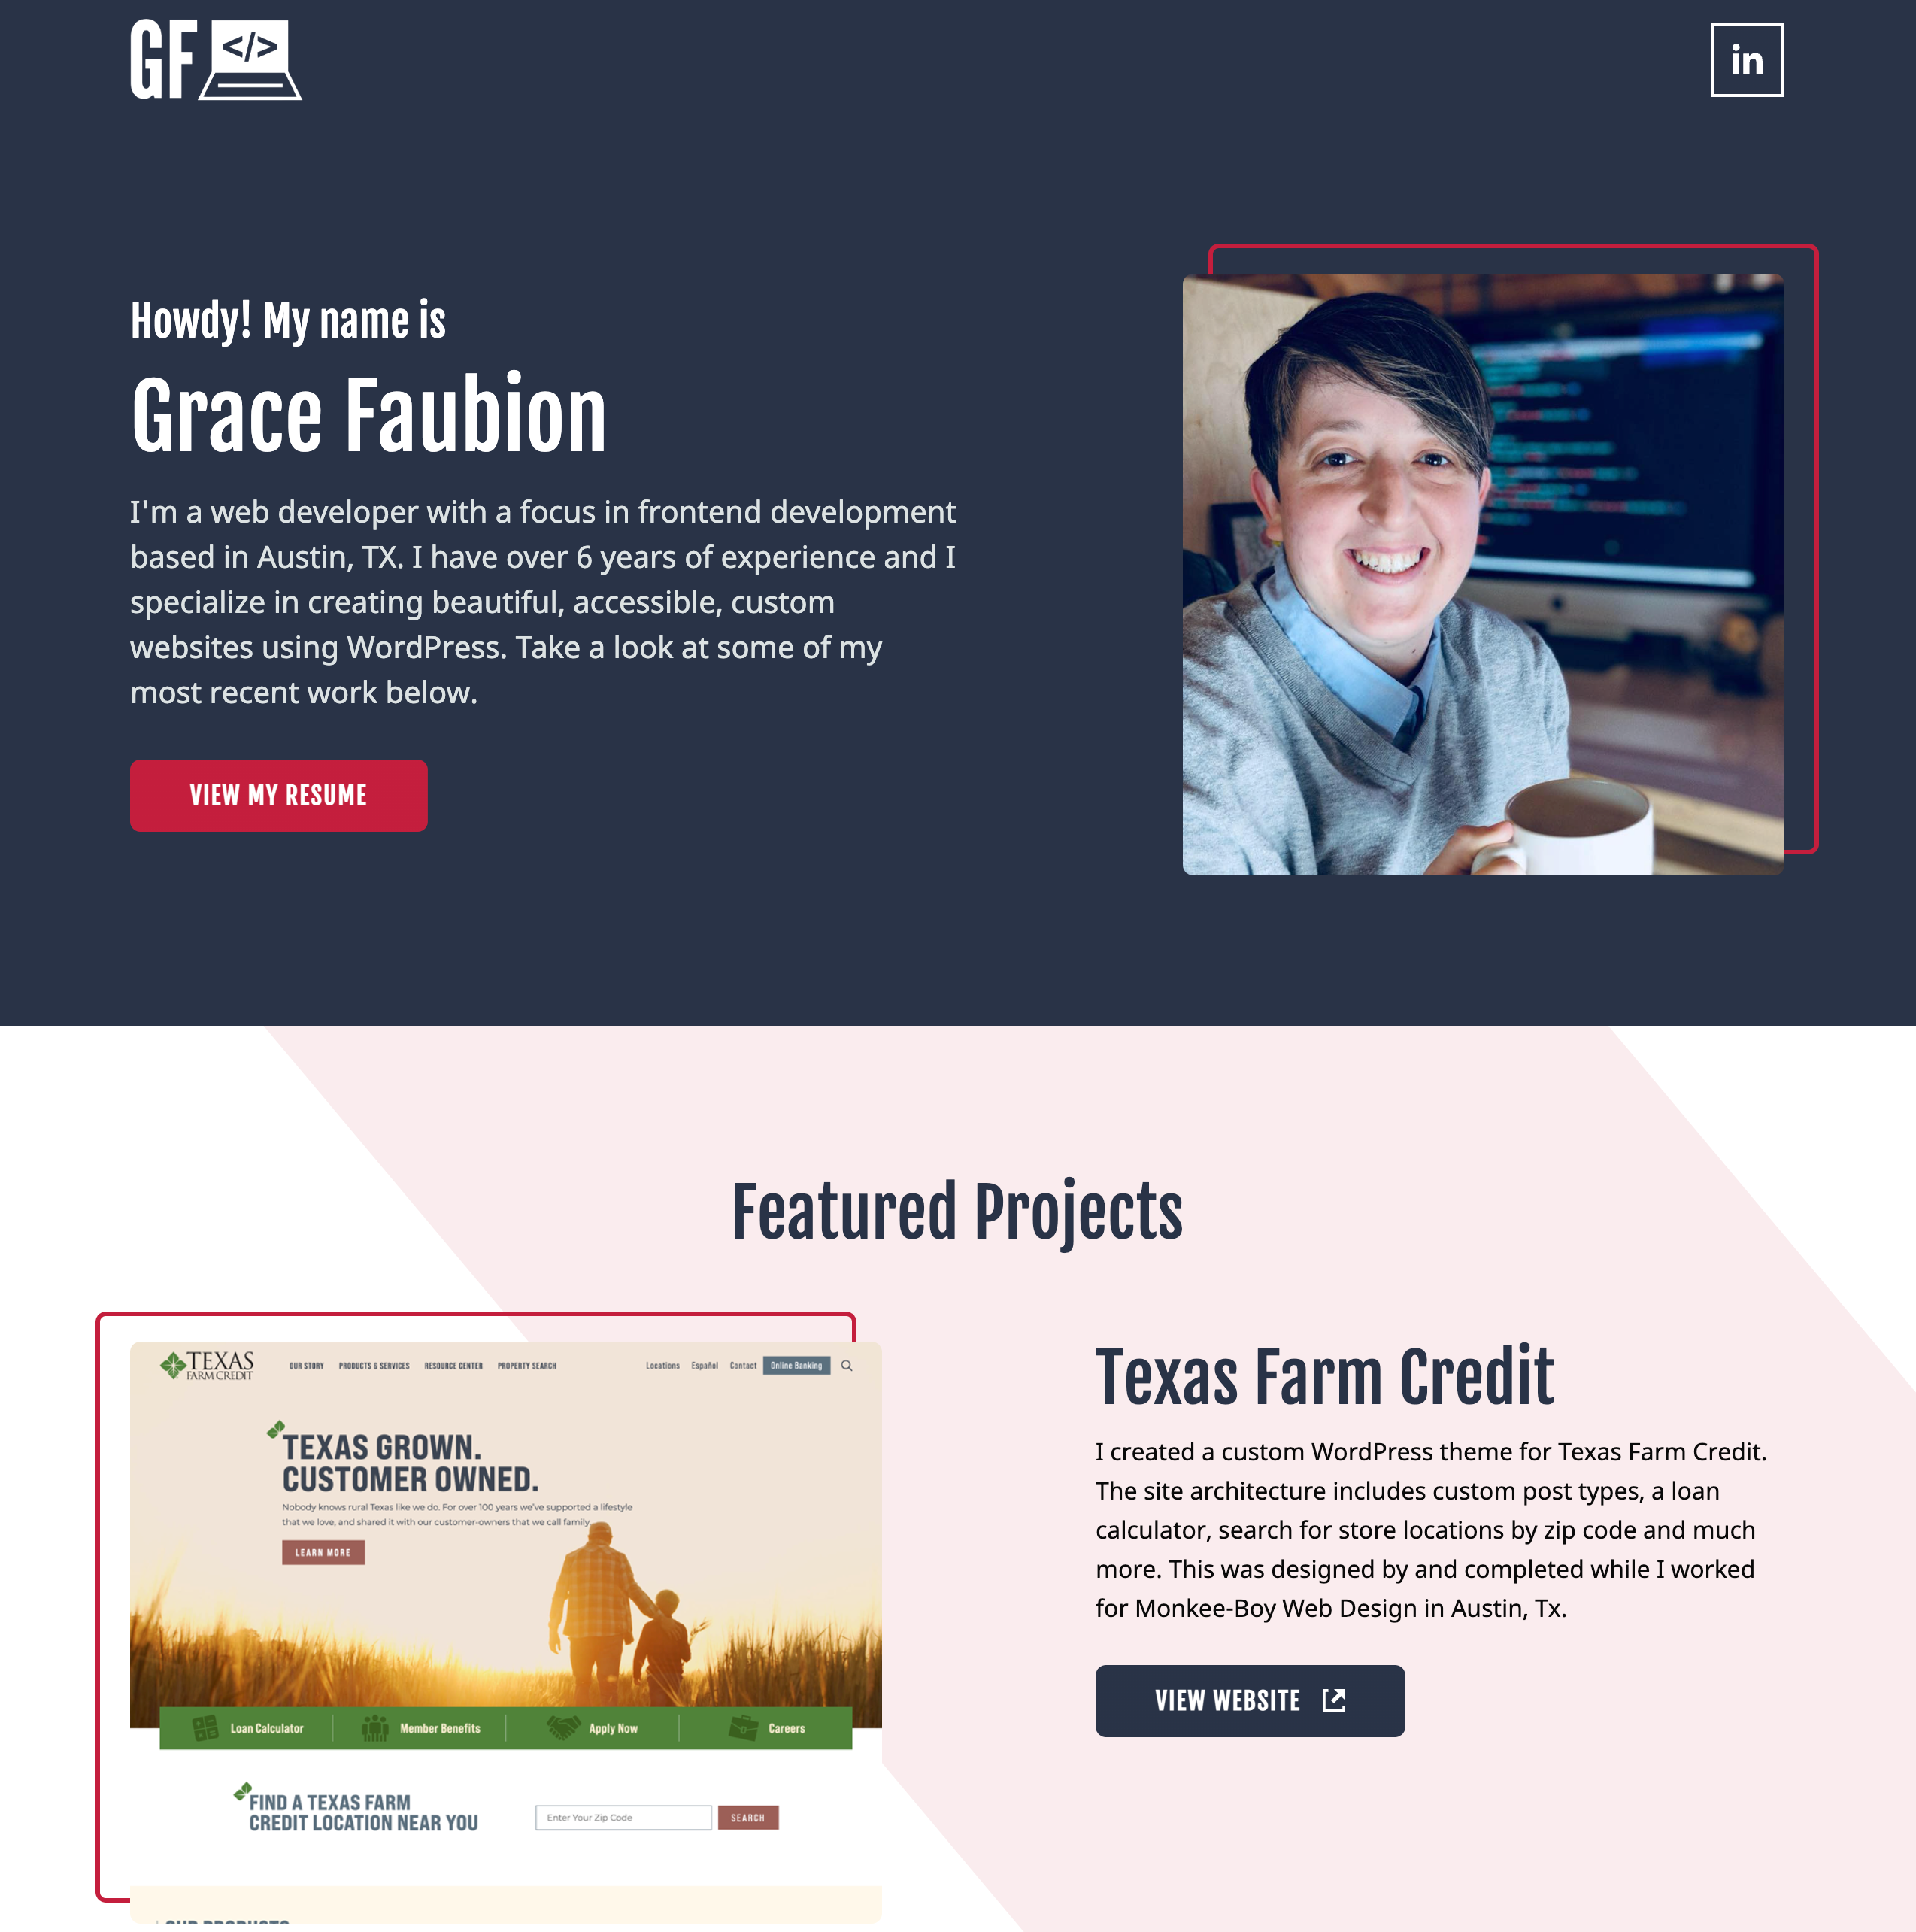 GF </>
in
Howdy! My name is
Grace Faubion
I'm a web developer with a focus in frontend development
based in Austin, TX. I have over 6 years of experience and I
specialize in creating beautiful, accessible, custom
websites using WordPress. Take a look at some of my
most recent work below.
VIEW MY RESUME
Featured Projects
TEXAS
FARM CREDIT
OUR STORY PRODUCTS & SERVICES RESOURCE CENTER PROPERTY SEARCH Locations Español Contact Online Banking
TEXAS GROWN.
CUSTOMER OWNED.
Nobody knows rural Texas like we do. For over 100 years we've supported a lifestyle
that we love, and shared it with our customer-owners that we call family.
LEARN MORE
Loan Calculator Member Benefits Apply Now Careers
FIND A TEXAS FARM
CREDIT LOCATION NEAR YOU
Enter Your Zip Code SEARCH
Texas Farm Credit
I created a custom WordPress theme for Texas Farm Credit.
The site architecture includes custom post types, a loan
calculator, search for store locations by zip code and much
more. This was designed by and completed while I worked
for Monkee-Boy Web Design in Austin, Tx.
VIEW WEBSITE